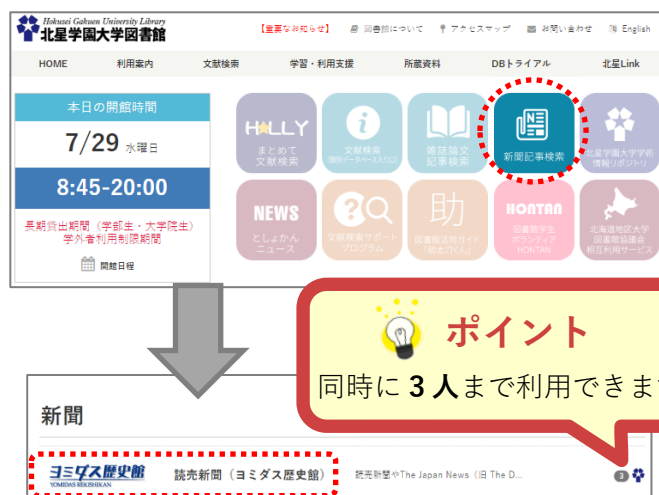 Hokusei Gakuen University Library
北星学園大学図書館
【重要なお知らせ】 図書館について アクセスマップ お問い合わせ English
HOME 利用案内 文献検索 学習・利用支援 所蔵資料 DBトライアル 北星Link
本日の開館時間
7/29 水曜日
8:45-20:00
長期貸出期間（学部生・大学院生）
学外者利用制限期間
開館日程
HLLY
まとめて
文献検索
文献検索
雑誌論文
記事検索
NEWS
新聞記事検索
北星学園大学学術
情報リポジトリ
NEWS
としょかん
ニュース
文献検索サポート
プログラム
助
図書館活用ガイド
「助太刀くん」
HONTAN
図書館学生
ボランティア
HONTAN
北海道地区大学
図書館協議会
相互利用サービス
ポイント
同時に3人まで利用できます
新聞
ヨミダス歴史館
YOMIDAS REKISHIKAN
読売新聞（ヨミダス歴史館）
読売新聞やThe Japan News（旧 The D...
3